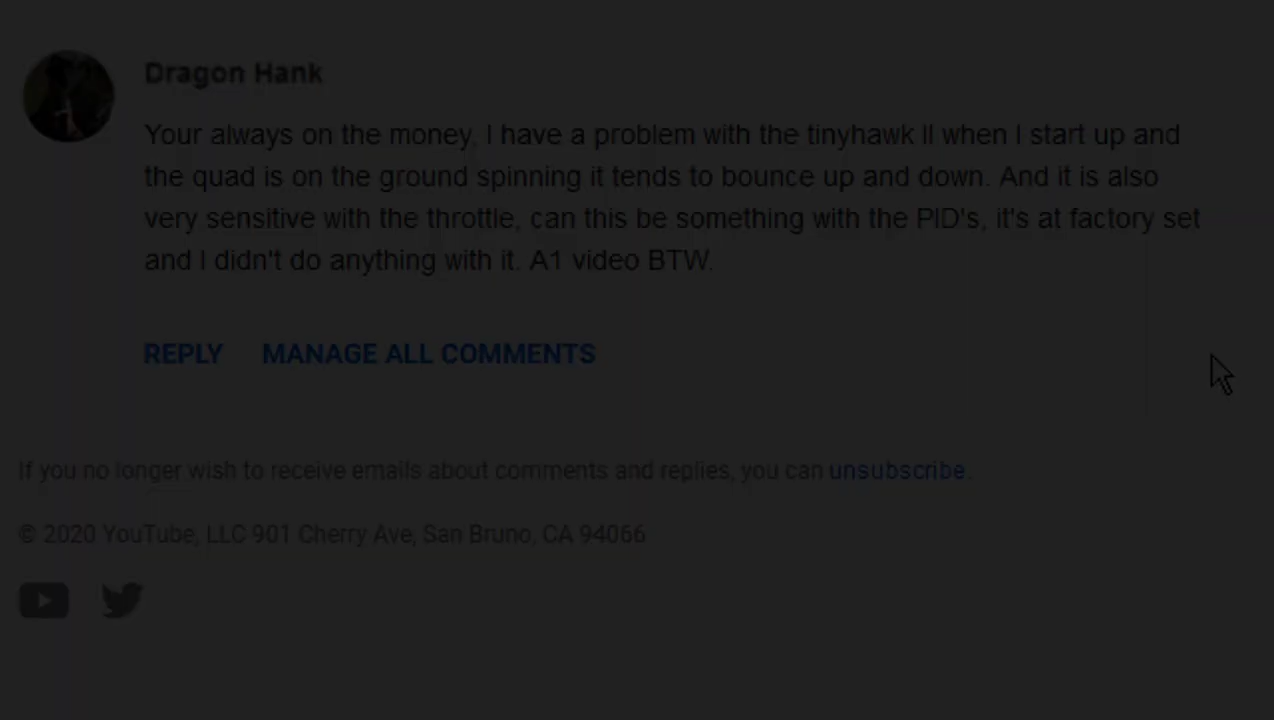 Dragon Hank
Your always on the money, I have a problem with the tinyhawk II when I start up and
the quad is on the ground spinning it tends to bounce up and down. And it is also
very sensitive with the throttle, can this be something with the PID's, it's at factory set
and I didn't do anything with it. A1 video BTW.
REPLY MANAGE ALL COMMENTS
If you no longer wish to receive emails about comments and replies, you can unsubscribe.
© 2020 YouTube, LLC 901 Cherry Ave, San Bruno, CA 94066